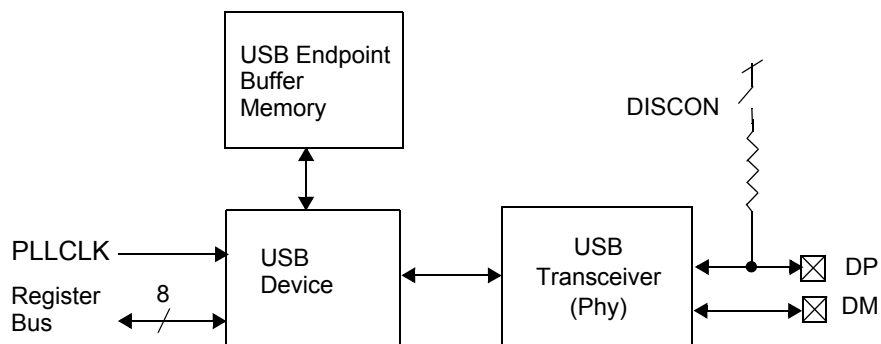 USB Endpoint
Buffer
Memory
DISCON
PLLCLK
Register
Bus
8
USB
Device
USB
Transceiver
(Phy)
DP
DM